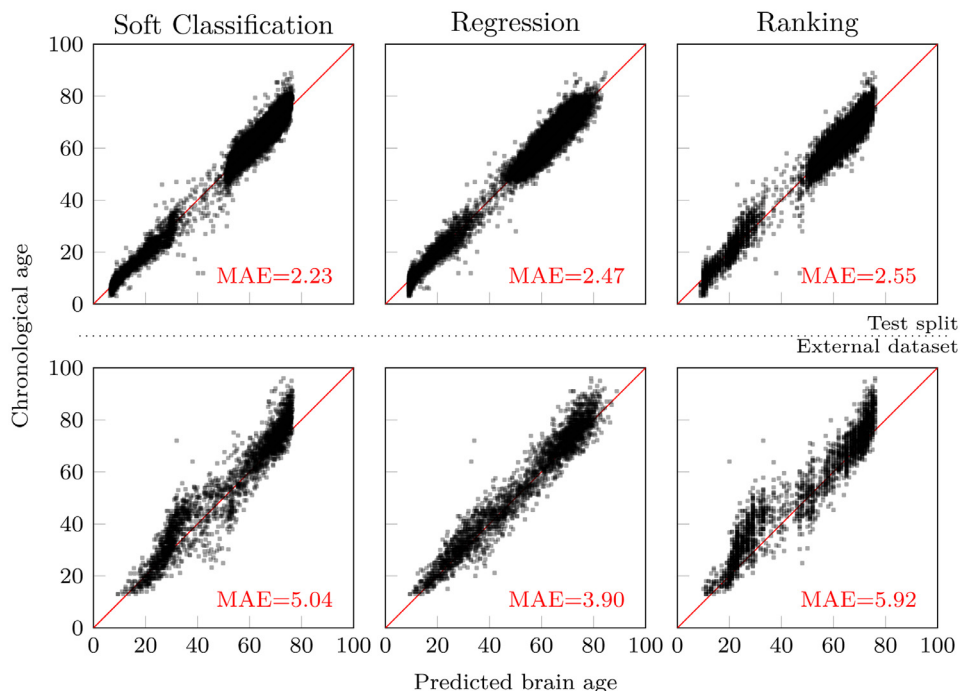 Soft Classification
Regression
Ranking
100
80
60
40
20
0
MAE=2.23
MAE=2.47
MAE=2.55
Chronological age
Test split
External dataset
100
80
60
40
20
0
MAE=5.04
MAE=3.90
MAE=5.92
0 20 40 60 80 100
0 20 40 60 80 100
0 20 40 60 80 100
Predicted brain age